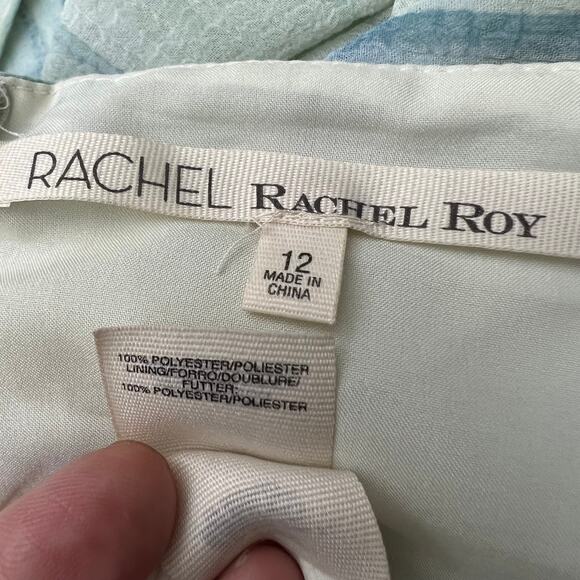 RACHEL RACHEL ROY
12
MADE IN
CHINA
100% POLYESTER/POLIESTER
LINING/FORRO/DOUBLURE/
FUTTER:
100% POLYESTER/POLIESTER